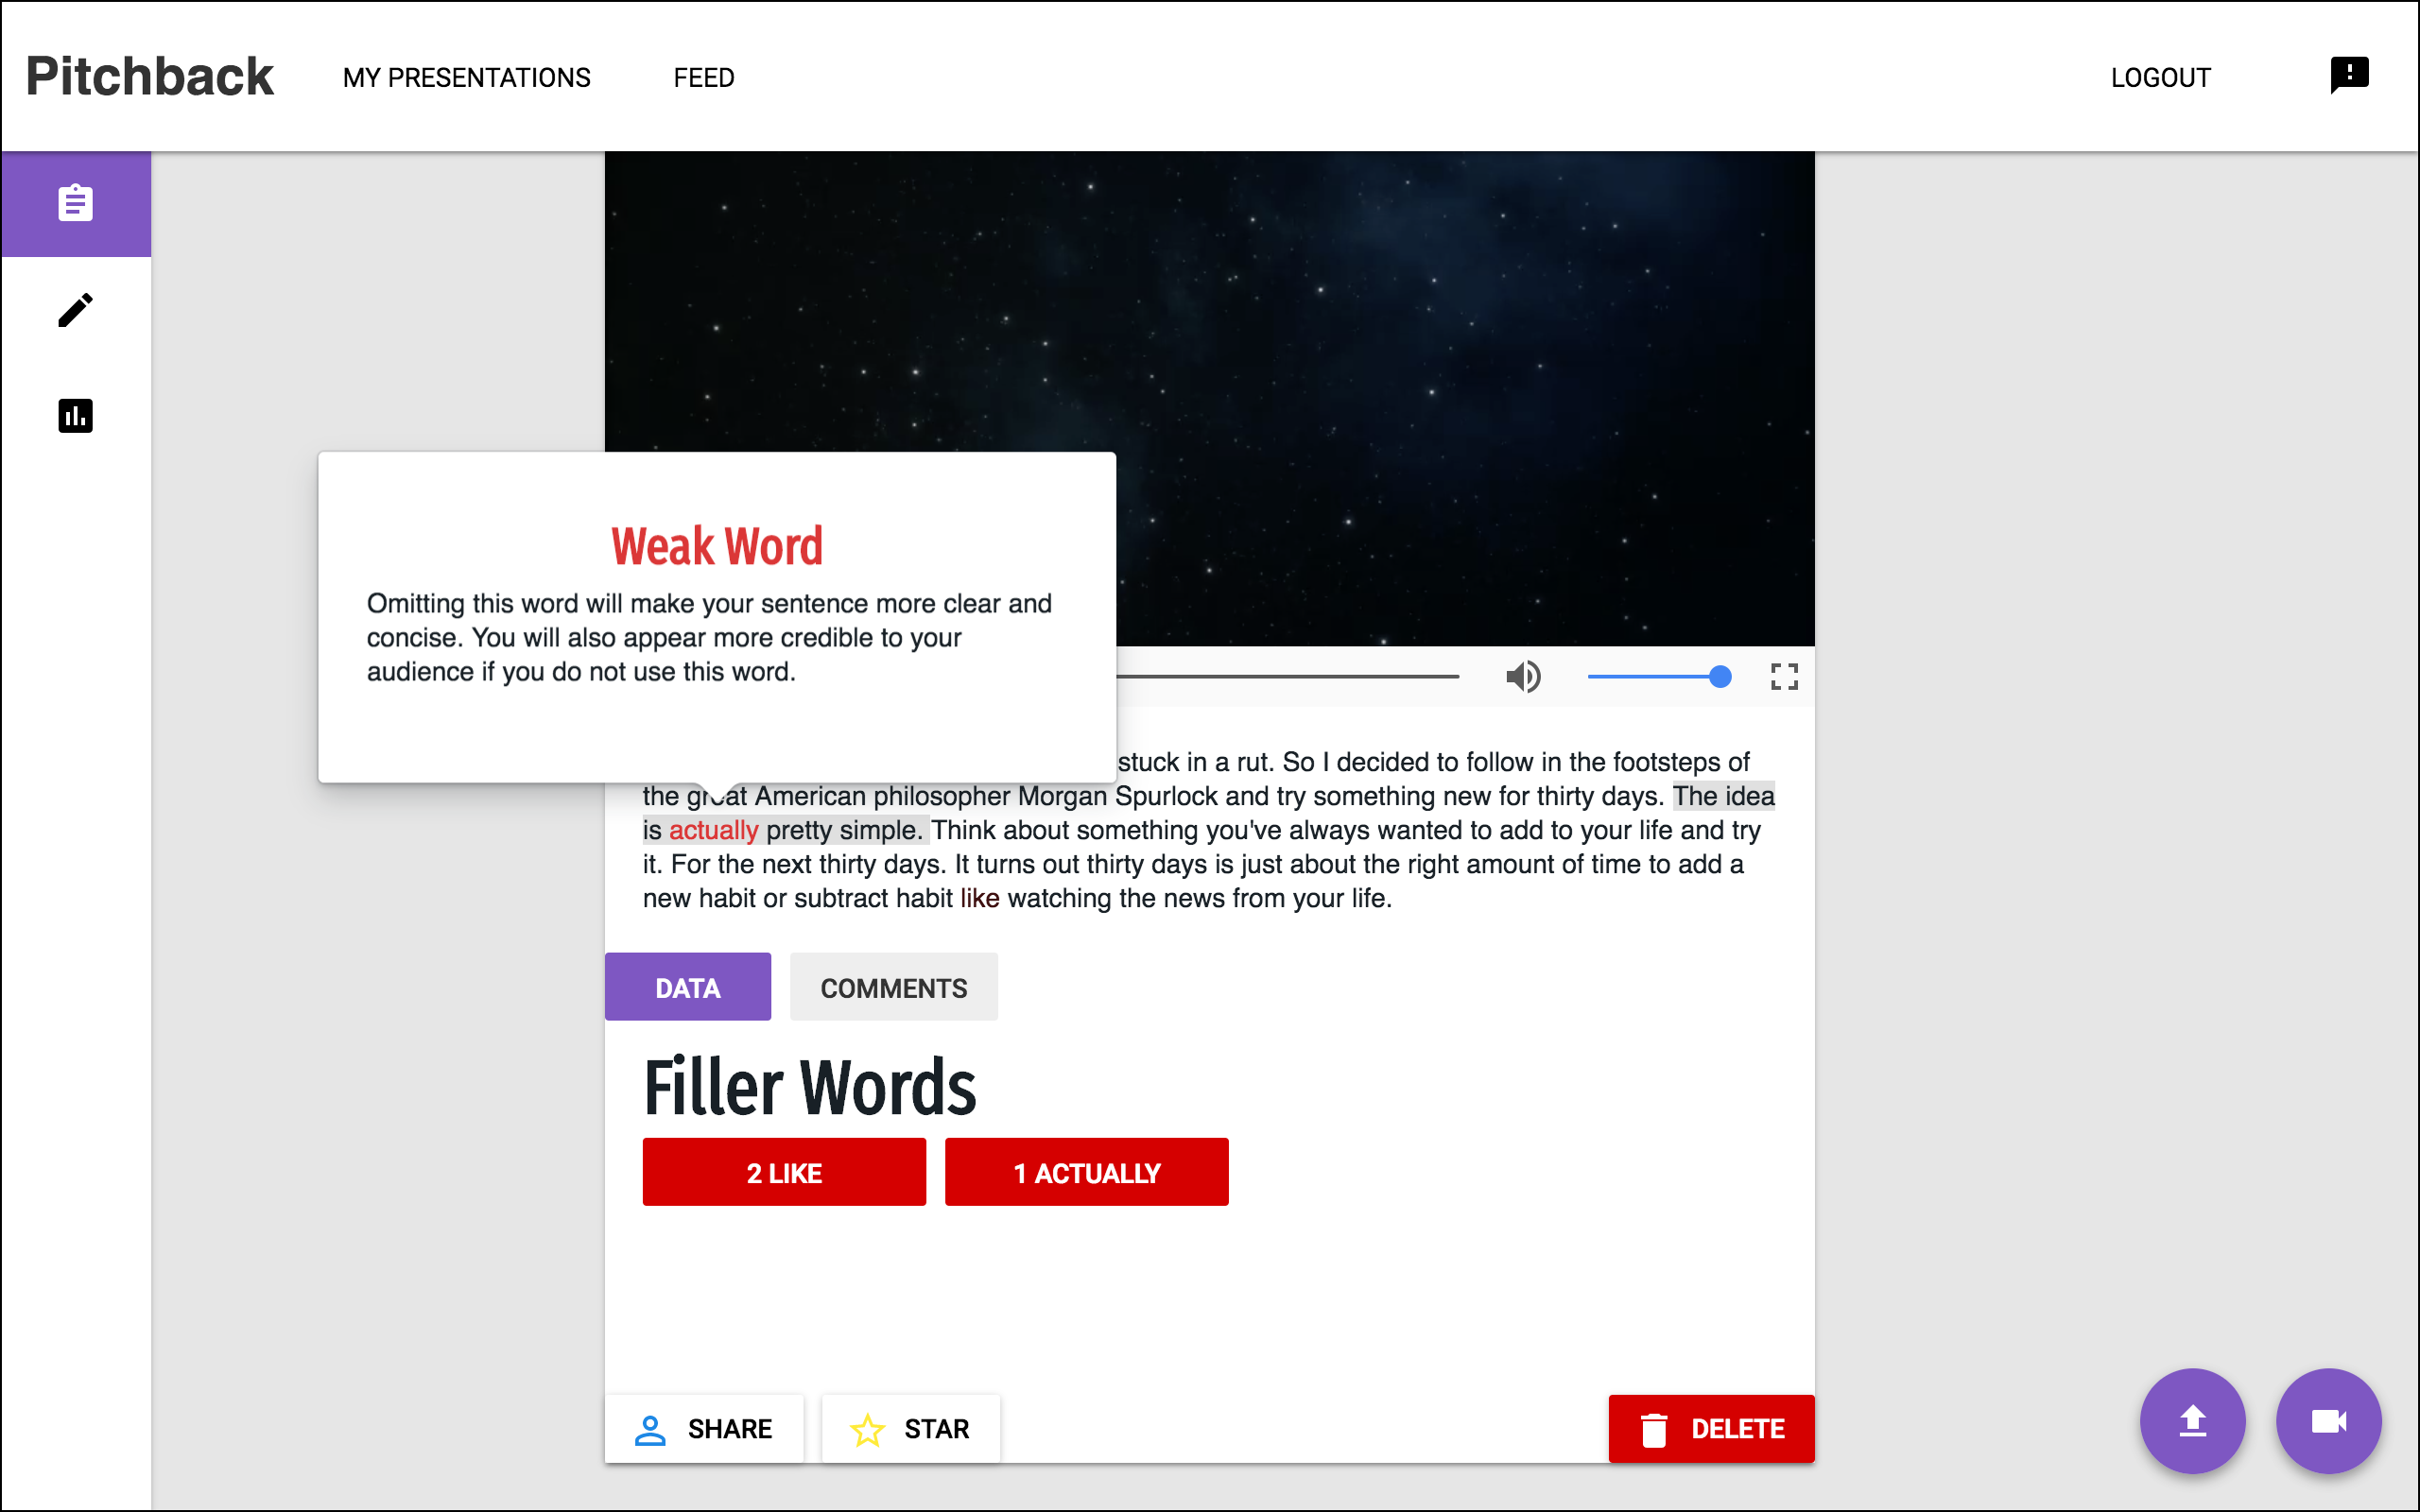 Pitchback
MY PRESENTATIONS
FEED
LOGOUT
Weak Word
Omitting this word will make your sentence more clear and
concise. You will also appear more credible to your
audience if you do not use this word.
stuck in a rut. So I decided to follow in the footsteps of
the great American philosopher Morgan Spurlock and try something new for thirty days. The idea
is actually pretty simple. Think about something you've always wanted to add to your life and try
it. For the next thirty days. It turns out thirty days is just about the right amount of time to add a
new habit or subtract habit like watching the news from your life.
DATA
COMMENTS
Filler Words
2 LIKE
1 ACTUALLY
SHARE
STAR
DELETE